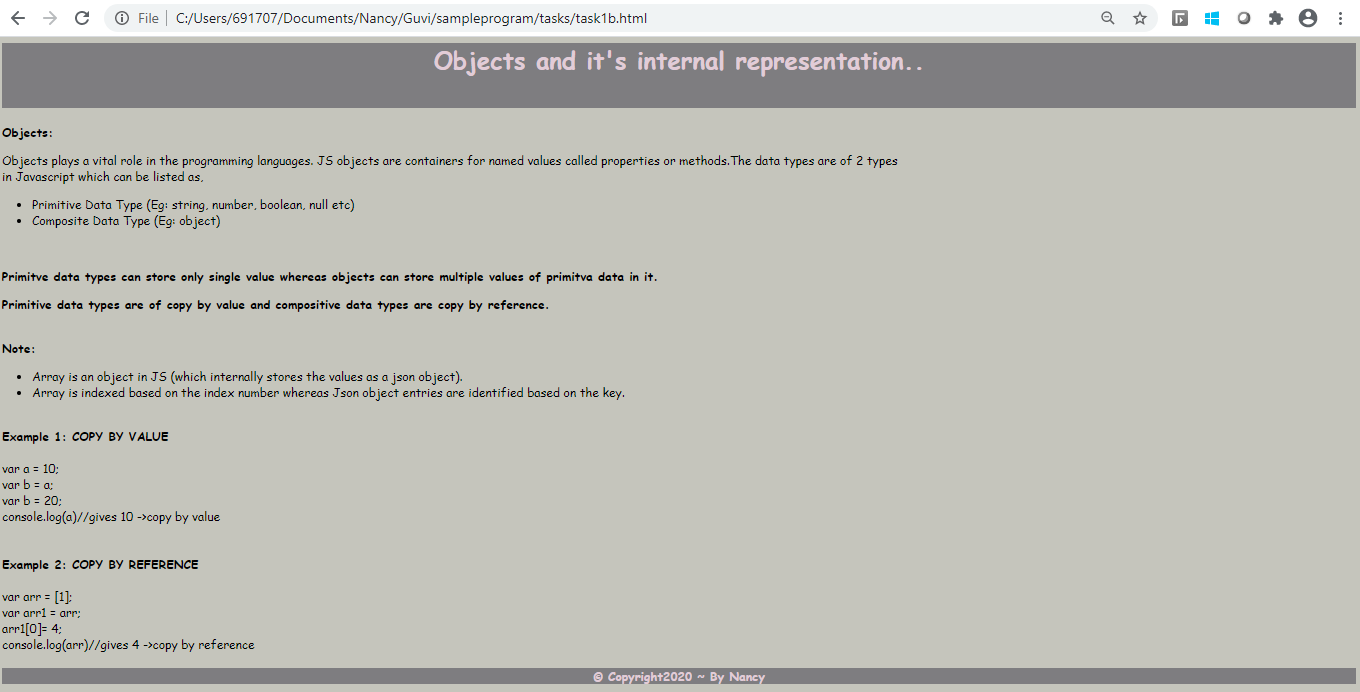 File | C:/Users/691707/Documents/Nancy/Guvi/sampleprogram/tasks/task1b.html
Objects and it's internal representation..
Objects:
Objects plays a vital role in the programming languages. JS objects are containers for named values called properties or methods.The data types are of 2 types
in Javascript which can be listed as,
• Primitive Data Type (Eg: string, number, boolean, null etc)
• Composite Data Type (Eg: object)
Primitve data types can store only single value whereas objects can store multiple values of primitva data in it.
Primitive data types are of copy by value and compositive data types are copy by reference.
Note:
• Array is an object in JS (which internally stores the values as a json object).
• Array is indexed based on the index number whereas Json object entries are identified based on the key.
Example 1: COPY BY VALUE
var a = 10;
var b = a;
var b = 20;
console.log(a)//gives 10 ->copy by value
Example 2: COPY BY REFERENCE
var arr = [1];
var arr1 = arr;
arr1[0]= 4;
console.log(arr)//gives 4 ->copy by reference
© Copyright2020 ~ By Nancy